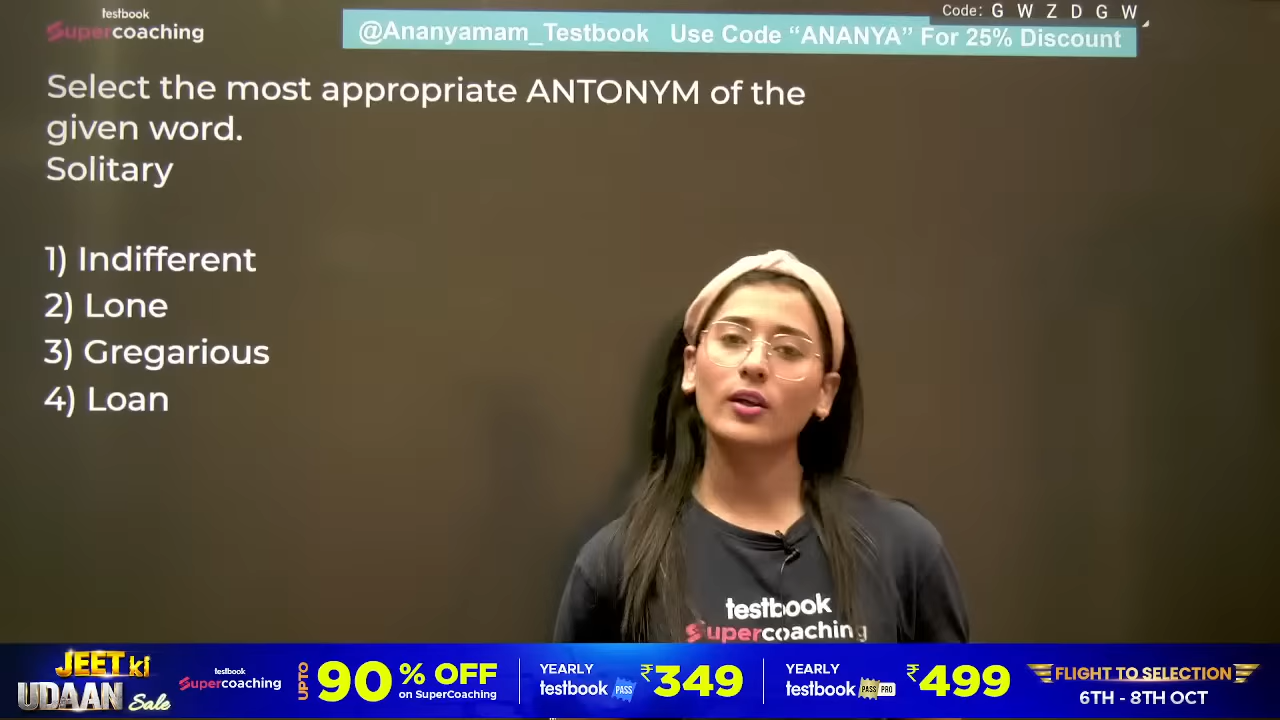 testbook
Supercoaching
@Ananyamam_Testbook Use Code “ANANYA” For 25% Discount
Code: G W Z D G W
Select the most appropriate ANTONYM of the
given word.
Solitary
1) Indifferent
2) Lone
3) Gregarious
4) Loan
testbook
Supercoaching
JEET ki
UDAAN Sale
testbook
Supercoaching
UPTO 90% OFF
on SuperCoaching
YEARLY
testbook PASS ₹349
YEARLY
testbook PASS PRO ₹499
FLIGHT TO SELECTION
6TH - 8TH OCT